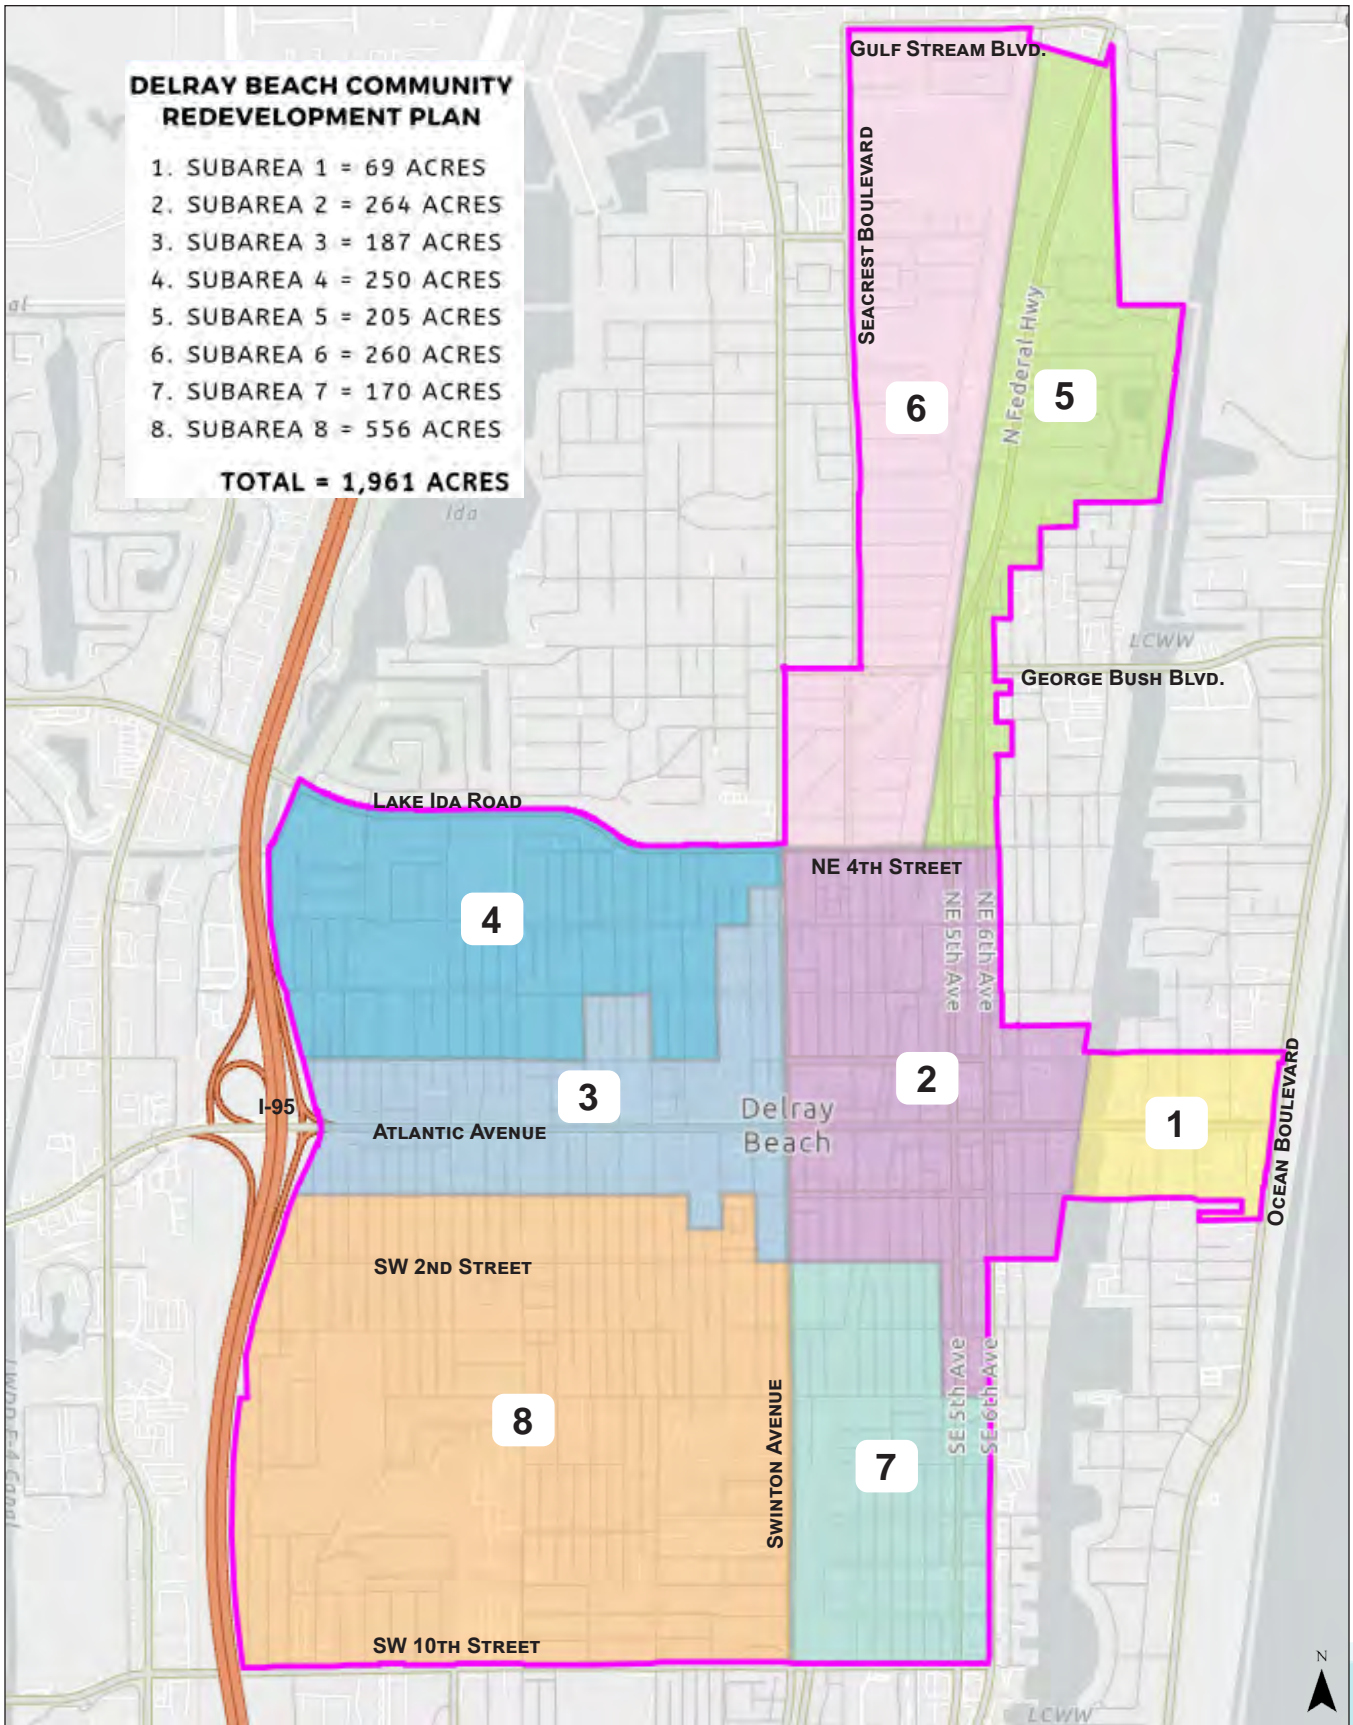 Gulf Stream Blvd.
DELRAY BEACH COMMUNITY
REDEVELOPMENT PLAN
1. SUBAREA 1 = 69 ACRES
2. SUBAREA 2 = 264 ACRES
3. SUBAREA 3 = 187 ACRES
4. SUBAREA 4 = 250 ACRES
5. SUBAREA 5 = 205 ACRES
6. SUBAREA 6 = 260 ACRES
7. SUBAREA 7 = 170 ACRES
8. SUBAREA 8 = 556 ACRES
TOTAL = 1,961 ACRES
Seacrest Boulevard
al
N Federal Hwy
6
5
Ida
LCWW
George Bush Blvd.
Lake Ida Road
NE 4th Street
4
NE 5th Ave
NE 6th Ave
2
3
I-95
Delray
Beach
1
Atlantic Avenue
Ocean Boulevard
SW 2nd Street
SE 5th Ave
SE 6th Ave
LWDD E-4 Canal
8
7
Swinton Avenue
SW 10th Street
N
LCWW